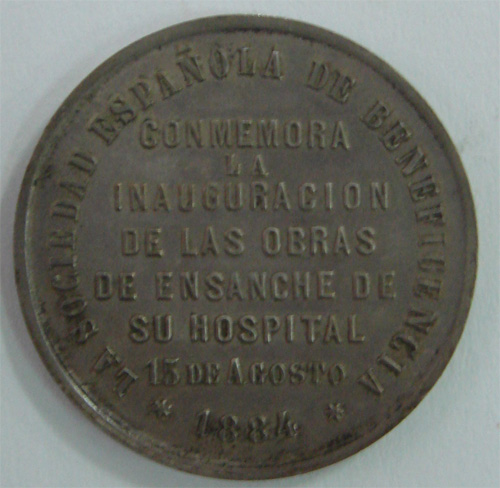 LA SOCIEDAD ESPAÑOLA DE BENEFICENCIA
CONMEMORA
LA
INAUGURACION
DE LAS OBRAS
DE ENSANCHE DE
SU HOSPITAL
15 DE AGOSTO
* 1884 *